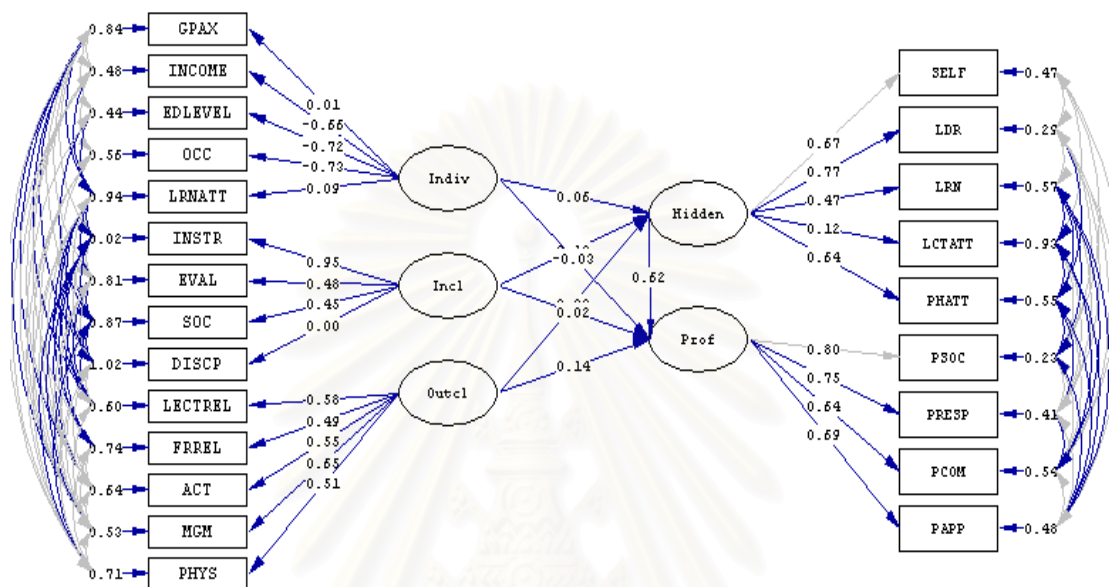 0.84 GPAX
0.48 INCOME
0.44 EDLEVEL
0.56 OCC
0.94 LRNATT
0.02 INSTR
0.81 EVAL
0.87 SOC
1.02 DISCP
0.60 LECTREL
0.74 FRREL
0.64 ACT
0.53 MGM
0.71 PHYS
0.01
-0.66
-0.72
-0.73
0.09
0.95
0.48
0.45
0.00
0.58
0.49
0.55
0.65
0.51
Indiv
Incl
Outcl
0.06
-0.03
0.02
0.14
Hidden
0.62
Prof
0.67
0.77
0.47
0.12
0.64
0.80
0.75
0.64
0.69
SELF 0.47
LDR 0.29
LRN 0.57
LCTATT 0.93
PHATT 0.55
PSOC 0.23
PRESP 0.41
PCOM 0.54
PAPP 0.48